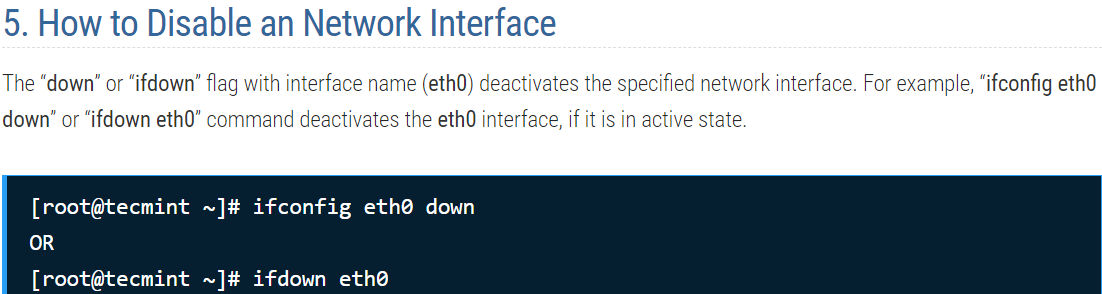 5. How to Disable an Network Interface
The “down” or “ifdown” flag with interface name (eth0) deactivates the specified network interface. For example, “ifconfig eth0
down” or “ifdown eth0” command deactivates the eth0 interface, if it is in active state.
[root@tecmint ~]# ifconfig eth0 down
OR
[root@tecmint ~]# ifdown eth0